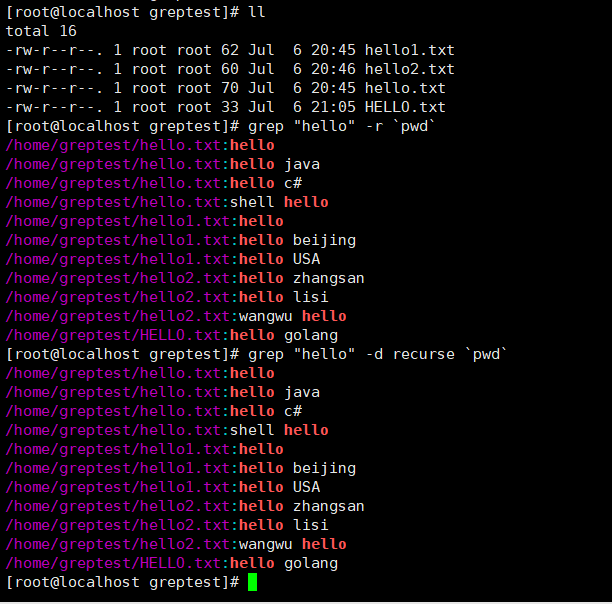 [root@localhost greptest]# ll
total 16
-rw-r--r--. 1 root root 62 Jul  6 20:45 hello1.txt
-rw-r--r--. 1 root root 60 Jul  6 20:46 hello2.txt
-rw-r--r--. 1 root root 70 Jul  6 20:45 hello.txt
-rw-r--r--. 1 root root 33 Jul  6 21:05 HELLO.txt
[root@localhost greptest]# grep "hello" -r `pwd`
/home/greptest/hello.txt:hello
/home/greptest/hello.txt:hello java
/home/greptest/hello.txt:hello c#
/home/greptest/hello.txt:shell hello
/home/greptest/hello1.txt:hello
/home/greptest/hello1.txt:hello beijing
/home/greptest/hello1.txt:hello USA
/home/greptest/hello2.txt:hello zhangsan
/home/greptest/hello2.txt:hello lisi
/home/greptest/hello2.txt:wangwu hello
/home/greptest/HELLO.txt:hello golang
[root@localhost greptest]# grep "hello" -d recurse `pwd`
/home/greptest/hello.txt:hello
/home/greptest/hello.txt:hello java
/home/greptest/hello.txt:hello c#
/home/greptest/hello.txt:shell hello
/home/greptest/hello1.txt:hello
/home/greptest/hello1.txt:hello beijing
/home/greptest/hello1.txt:hello USA
/home/greptest/hello2.txt:hello zhangsan
/home/greptest/hello2.txt:hello lisi
/home/greptest/hello2.txt:wangwu hello
/home/greptest/HELLO.txt:hello golang
[root@localhost greptest]#